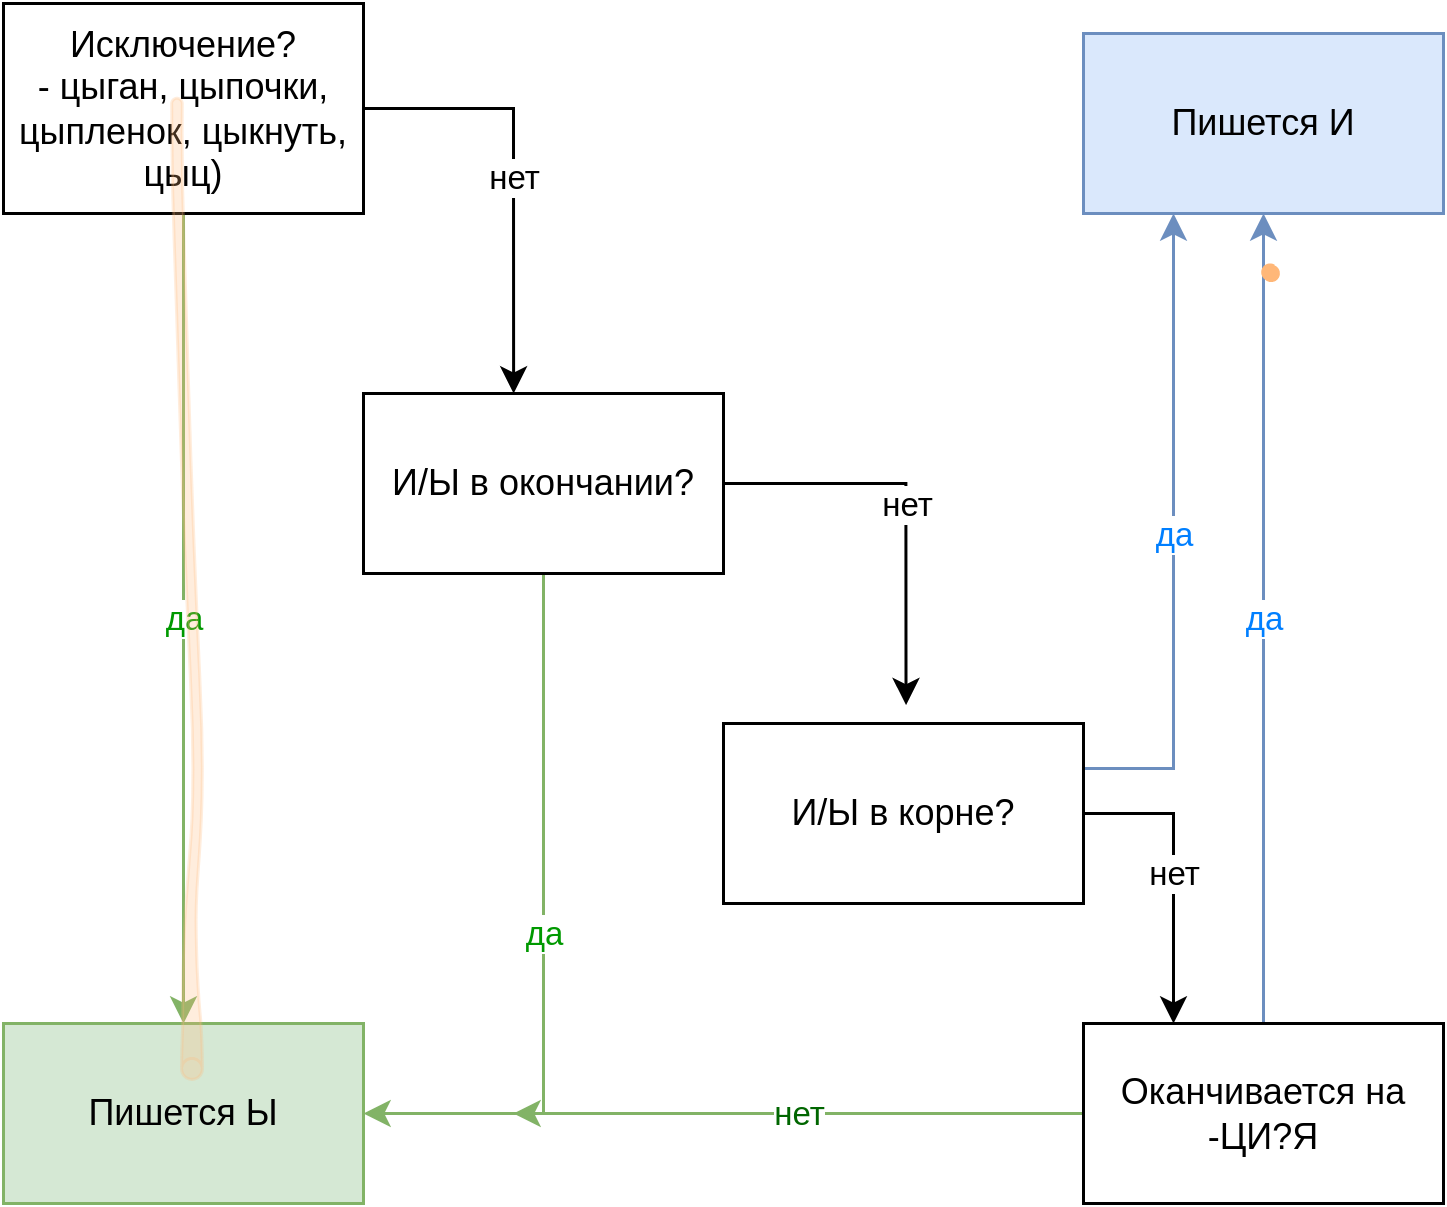 Исключение?
- цыган, цыпочки,
цыпленок, цыкнуть,
цыц)
Пишется И
нет
И/Ы в окончании?
нет
да
да
да
И/Ы в корне?
нет
да
Оканчивается на
-ЦИ?Я
Пишется Ы
нет